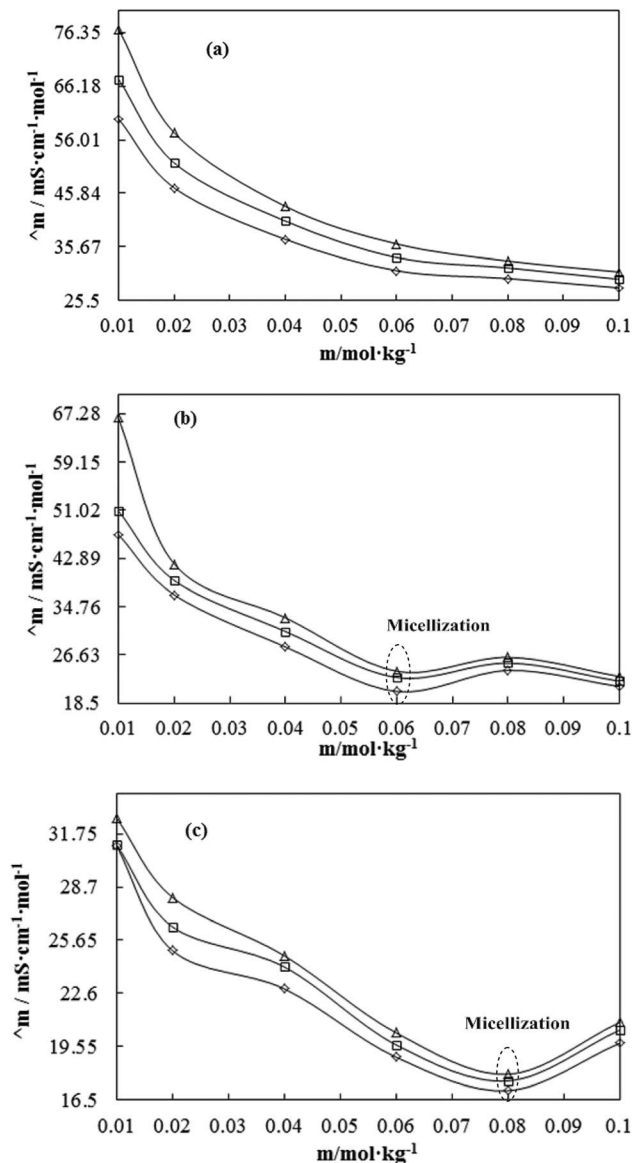 (a)
^m / mS·cm⁻¹·mol⁻¹
76.35
66.18
56.01
45.84
35.67
25.5
0.01 0.02 0.03 0.04 0.05 0.06 0.07 0.08 0.09 0.1
m/mol·kg⁻¹
(b)
^m / mS·cm⁻¹·mol⁻¹
67.28
59.15
51.02
42.89
34.76
Micellization
26.63
18.5
0.01 0.02 0.03 0.04 0.05 0.06 0.07 0.08 0.09 0.1
m/mol·kg⁻¹
(c)
^m / mS·cm⁻¹·mol⁻¹
31.75
28.7
25.65
22.6
Micellization
19.55
16.5
0.01 0.02 0.03 0.04 0.05 0.06 0.07 0.08 0.09 0.1
m/mol·kg⁻¹